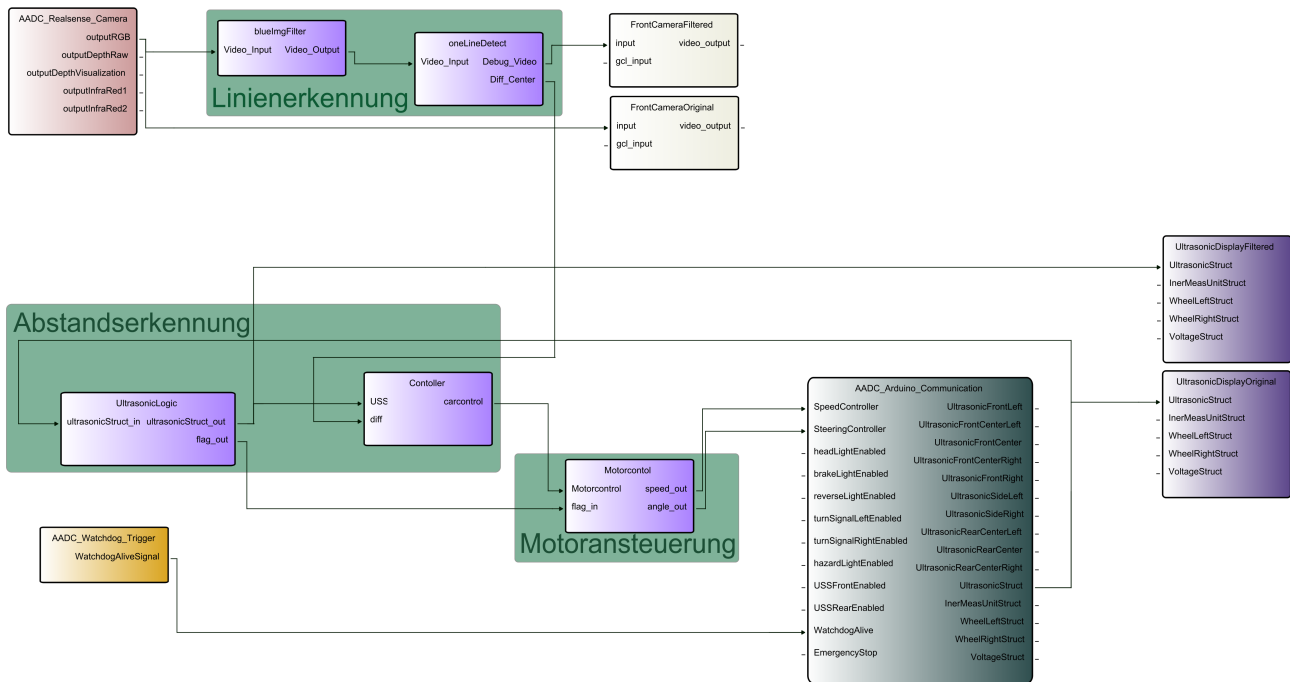 AADC_Realsense_Camera
outputRGB
outputDepthRaw
outputDepthVisualization
outputInfraRed1
outputInfraRed2
blueImgFilter
Video_Input Video_Output
oneLineDetect
Video_Input Debug_Video
Diff_Center
Linienerkennung
FrontCameraFiltered
input video_output
gcl_input
FrontCameraOriginal
input video_output
gcl_input
UltrasonicDisplayFiltered
UltrasonicStruct
InerMeasUnitStruct
WheelLeftStruct
WheelRightStruct
VoltageStruct
Abstandserkennung
UltrasonicLogic
ultrasonicStruct_in ultrasonicStruct_out
flag_out
Contoller
USS carcontrol
diff
UltrasonicDisplayOriginal
UltrasonicStruct
InerMeasUnitStruct
WheelLeftStruct
WheelRightStruct
VoltageStruct
Motorcontol
Motorcontrol speed_out
flag_in angle_out
Motoransteuerung
AADC_Watchdog_Trigger
WatchdogAliveSignal
AADC_Arduino_Communication
SpeedController UltrasonicFrontLeft
SteeringController UltrasonicFrontCenterLeft
headLightEnabled UltrasonicFrontCenter
brakeLightEnabled UltrasonicFrontCenterRight
reverseLightEnabled UltrasonicFrontRight
turnSignalLeftEnabled UltrasonicSideLeft
turnSignalRightEnabled UltrasonicSideRight
hazardLightEnabled UltrasonicRearCenterLeft
USSFrontEnabled UltrasonicRearCenter
USSRearEnabled UltrasonicRearCenterRight
WatchdogAlive UltrasonicStruct
EmergencyStop InerMeasUnitStruct
WheelLeftStruct
WheelRightStruct
VoltageStruct